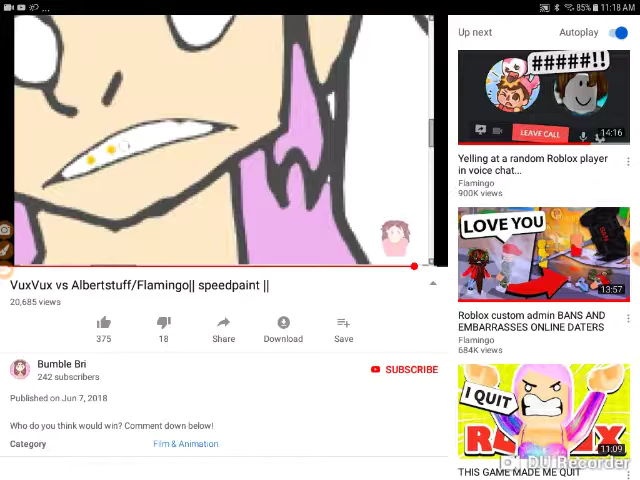 ... 85% 11:18 AM
Up next Autoplay
#####!!
LEAVE CALL
14:16
Yelling at a random Roblox player
in voice chat...
Flamingo
900K views
LOVE YOU
13:57
Roblox custom admin BANS AND
EMBARRASSES ONLINE DATERS
Flamingo
684K views
I QUIT
11:09
THIS GAME MADE ME QUIT
DU Recorder
VuxVux vs Albertstuff/Flamingo|| speedpaint ||
20,685 views
375 18 Share Download Save
Bumble Bri
242 subscribers
SUBSCRIBE
Published on Jun 7, 2018
Who do you think would win? Comment down below!
Category Film & Animation